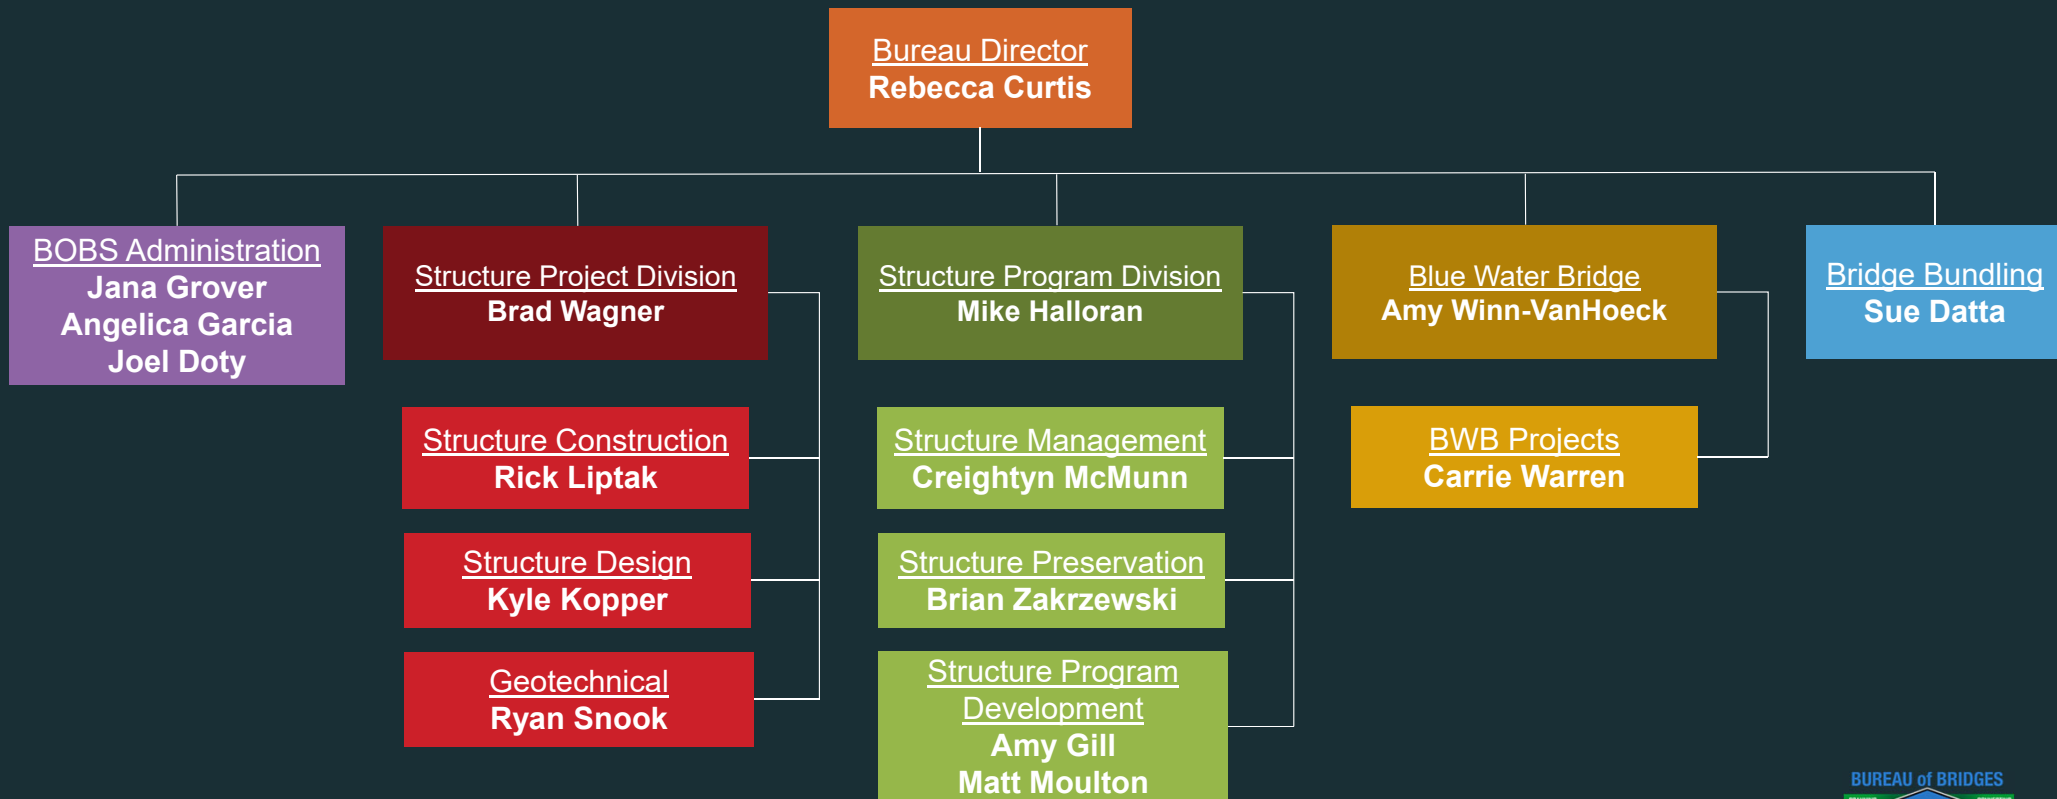 Bureau Director
Rebecca Curtis
BOBS Administration
Jana Grover
Angelica Garcia
Joel Doty
Structure Project Division
Brad Wagner
Structure Program Division
Mike Halloran
Blue Water Bridge
Amy Winn-VanHoeck
Bridge Bundling
Sue Datta
Structure Construction
Rick Liptak
Structure Design
Kyle Kopper
Geotechnical
Ryan Snook
Structure Management
Creightyn McMunn
Structure Preservation
Brian Zakrzewski
Structure Program
Development
Amy Gill
Matt Moulton
BWB Projects
Carrie Warren
BUREAU of BRIDGES